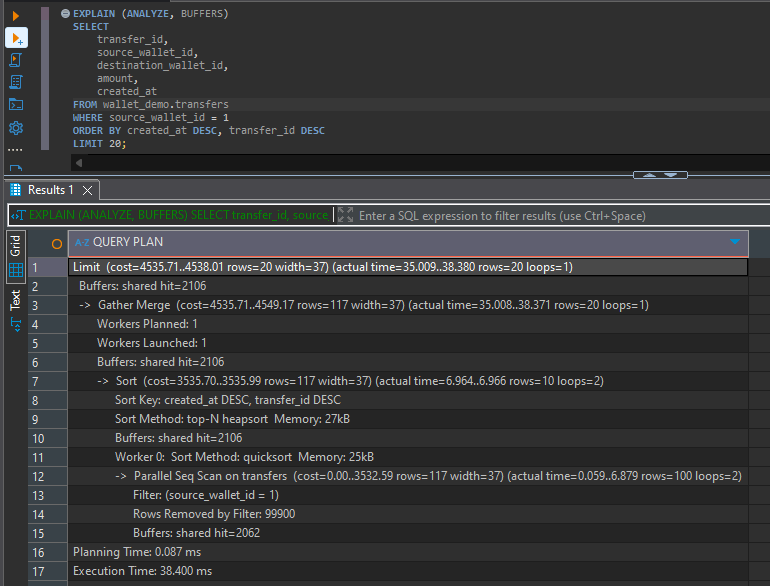 EXPLAIN (ANALYZE, BUFFERS)
SELECT
transfer_id,
source_wallet_id,
destination_wallet_id,
amount,
created_at
FROM wallet_demo.transfers
WHERE source_wallet_id = 1
ORDER BY created_at DESC, transfer_id DESC
LIMIT 20;
Results 1
EXPLAIN (ANALYZE, BUFFERS) SELECT transfer_id, source Enter a SQL expression to filter results (use Ctrl+Space)
Grid
Text
A-Z QUERY PLAN
1 Limit (cost=4535.71..4538.01 rows=20 width=37) (actual time=35.009..38.380 rows=20 loops=1)
2 Buffers: shared hit=2106
3 -> Gather Merge (cost=4535.71..4549.17 rows=117 width=37) (actual time=35.008..38.371 rows=20 loops=1)
4 Workers Planned: 1
5 Workers Launched: 1
6 Buffers: shared hit=2106
7 -> Sort (cost=3535.70..3535.99 rows=117 width=37) (actual time=6.964..6.966 rows=10 loops=2)
8 Sort Key: created_at DESC, transfer_id DESC
9 Sort Method: top-N heapsort Memory: 27kB
10 Buffers: shared hit=2106
11 Worker 0: Sort Method: quicksort Memory: 25kB
12 -> Parallel Seq Scan on transfers (cost=0.00..3532.59 rows=117 width=37) (actual time=0.059..6.879 rows=100 loops=2)
13 Filter: (source_wallet_id = 1)
14 Rows Removed by Filter: 99900
15 Buffers: shared hit=2062
16 Planning Time: 0.087 ms
17 Execution Time: 38.400 ms